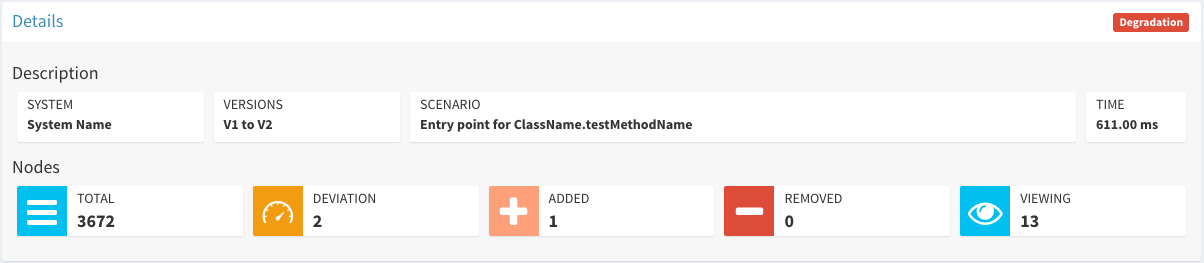 Details
Degradation
Description
SYSTEM
System Name
VERSIONS
V1 to V2
SCENARIO
Entry point for ClassName.testMethodName
TIME
611.00 ms
Nodes
TOTAL
3672
DEVIATION
2
ADDED
1
REMOVED
0
VIEWING
13